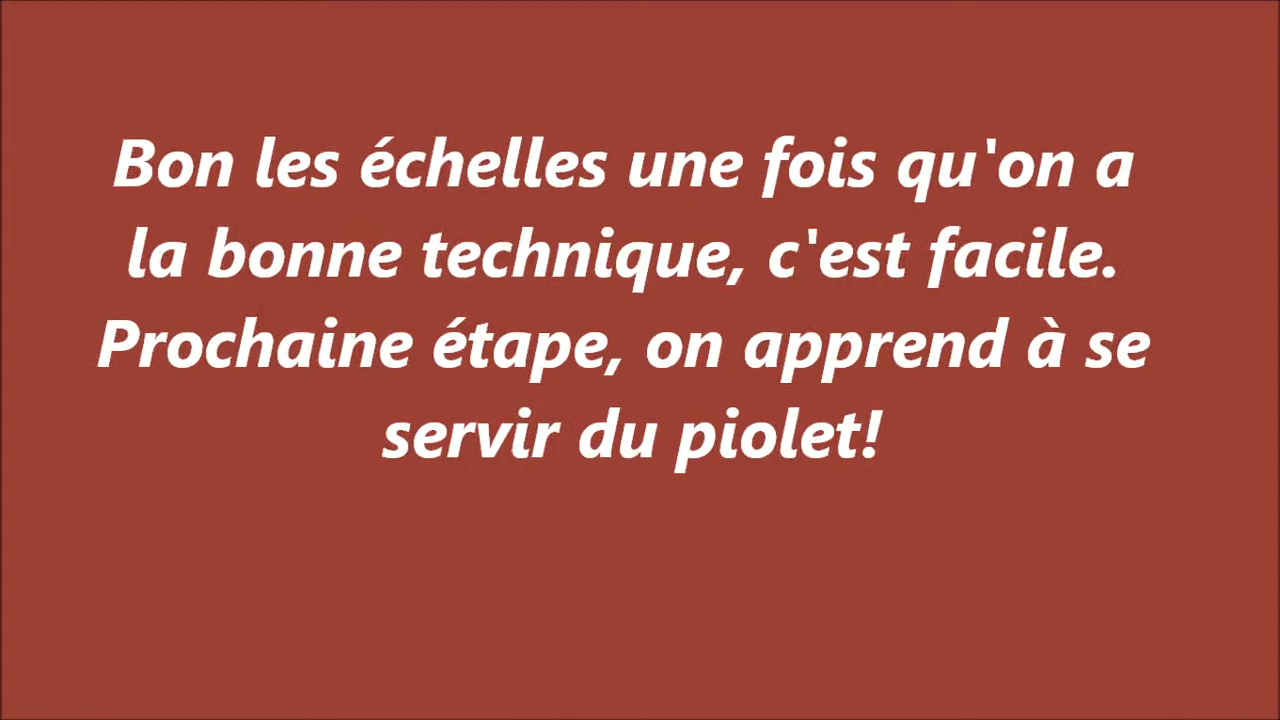 Bon les échelles une fois qu'on a
la bonne technique, c'est facile.
Prochaine étape, on apprend à se
servir du piolet!